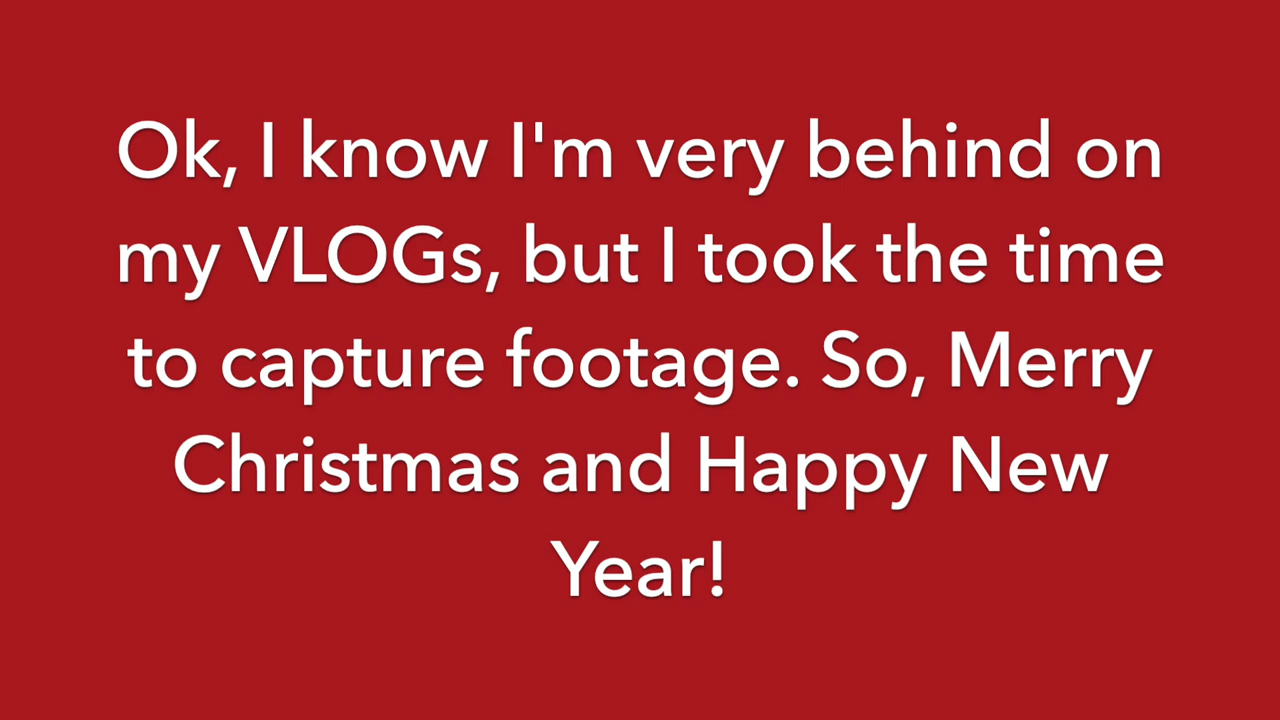 Ok, I know I'm very behind on
my VLOGs, but I took the time
to capture footage. So, Merry
Christmas and Happy New
Year!